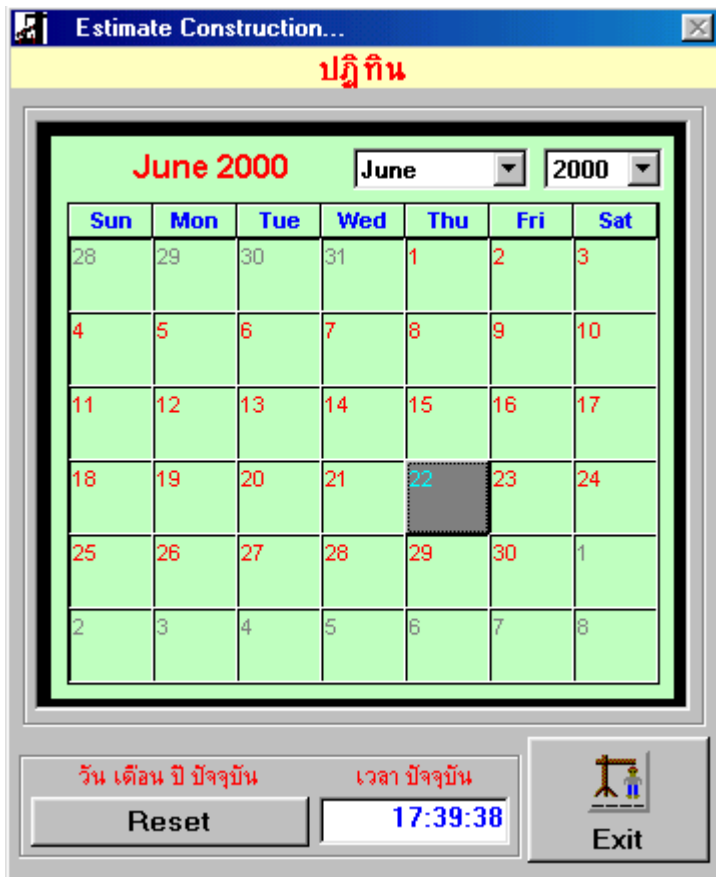 Estimate Construction...
ปฏิทิน
June 2000 June 2000
Sun Mon Tue Wed Thu Fri Sat
28 29 30 31 1 2 3
4 5 6 7 8 9 10
11 12 13 14 15 16 17
18 19 20 21 22 23 24
25 26 27 28 29 30 1
2 3 4 5 6 7 8
วัน เดือน ปี ปัจจุบัน เวลา ปัจจุบัน
Reset 17:39:38
Exit